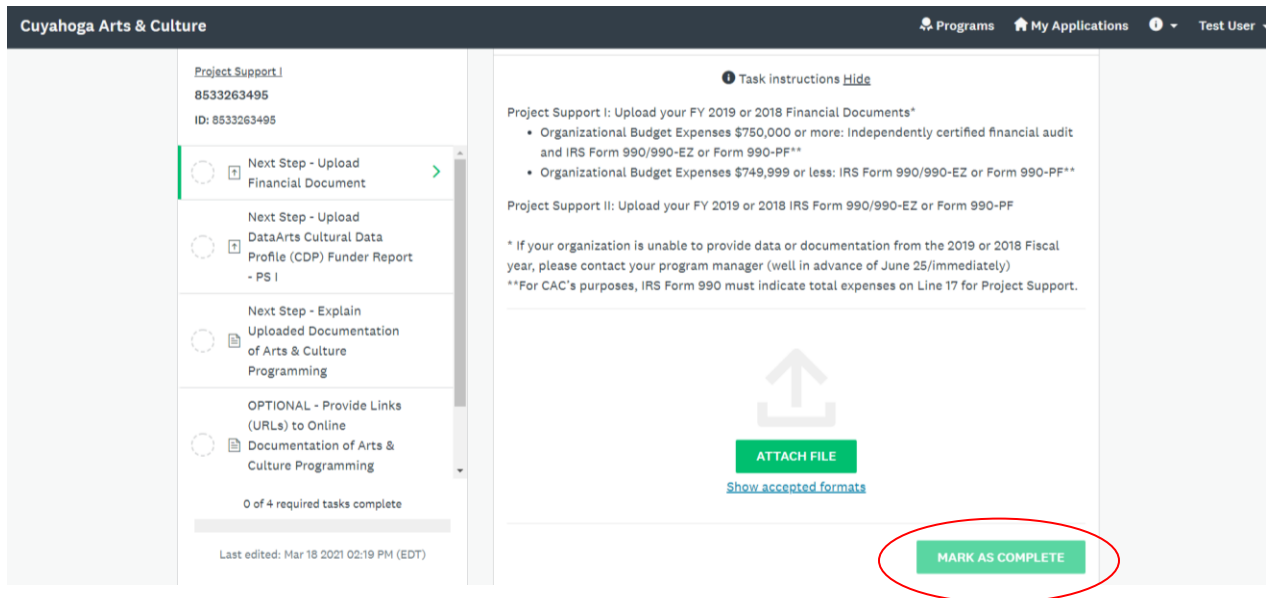 Cuyahoga Arts & Culture
Programs My Applications Test User
Project Support I
8533263495
ID: 8533263495
Next Step - Upload
Financial Document
Next Step - Upload
DataArts Cultural Data
Profile (CDP) Funder Report
- PS I
Next Step - Explain
Uploaded Documentation
of Arts & Culture
Programming
OPTIONAL - Provide Links
(URLs) to Online
Documentation of Arts &
Culture Programming
0 of 4 required tasks complete
Last edited: Mar 18 2021 02:19 PM (EDT)
Task instructions Hide
Project Support I: Upload your FY 2019 or 2018 Financial Documents*
• Organizational Budget Expenses $750,000 or more: Independently certified financial audit
and IRS Form 990/990-EZ or Form 990-PF**
• Organizational Budget Expenses $749,999 or less: IRS Form 990/990-EZ or Form 990-PF**
Project Support II: Upload your FY 2019 or 2018 IRS Form 990/990-EZ or Form 990-PF
* If your organization is unable to provide data or documentation from the 2019 or 2018 Fiscal
year, please contact your program manager (well in advance of June 25/immediately)
**For CAC's purposes, IRS Form 990 must indicate total expenses on Line 17 for Project Support.
ATTACH FILE
Show accepted formats
MARK AS COMPLETE